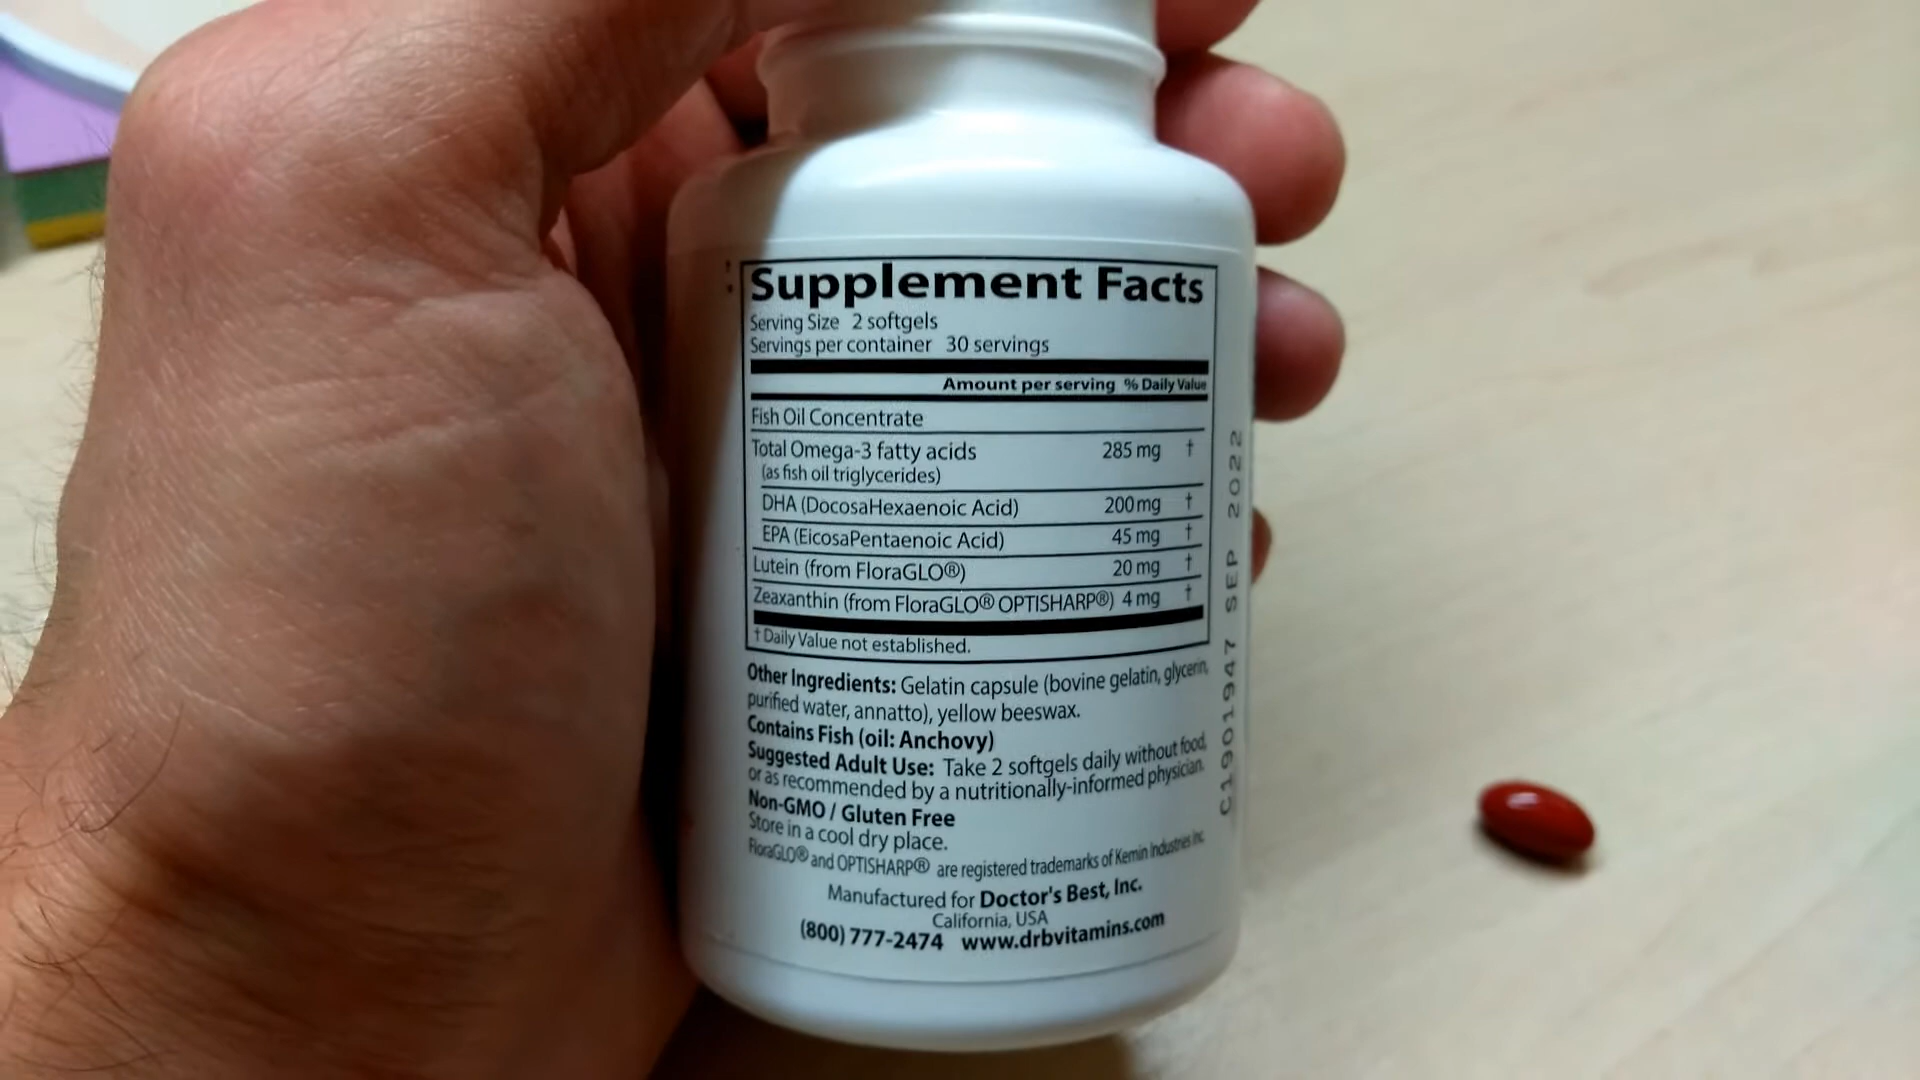 Supplement Facts
Serving Size 2 softgels
Servings per container 30 servings
Amount per serving % Daily Value
Fish Oil Concentrate
Total Omega-3 fatty acids 285 mg †
(as fish oil triglycerides)
DHA (DocosaHexaenoic Acid) 200 mg †
EPA (EicosaPentaenoic Acid) 45 mg †
Lutein (from FloraGLO®) 20 mg †
Zeaxanthin (from FloraGLO® OPTISHARP®) 4 mg †
† Daily Value not established.
Other Ingredients: Gelatin capsule (bovine gelatin, glycerin,
purified water, annatto), yellow beeswax.
Contains Fish (oil: Anchovy)
Suggested Adult Use: Take 2 softgels daily without food,
or as recommended by a nutritionally-informed physician.
Non-GMO / Gluten Free
Store in a cool dry place.
FloraGLO® and OPTISHARP® are registered trademarks of Kemin Industries Inc.
Manufactured for Doctor's Best, Inc.
California, USA
(800) 777-2474 www.drbvitamins.com
C1901947 SEP 2022